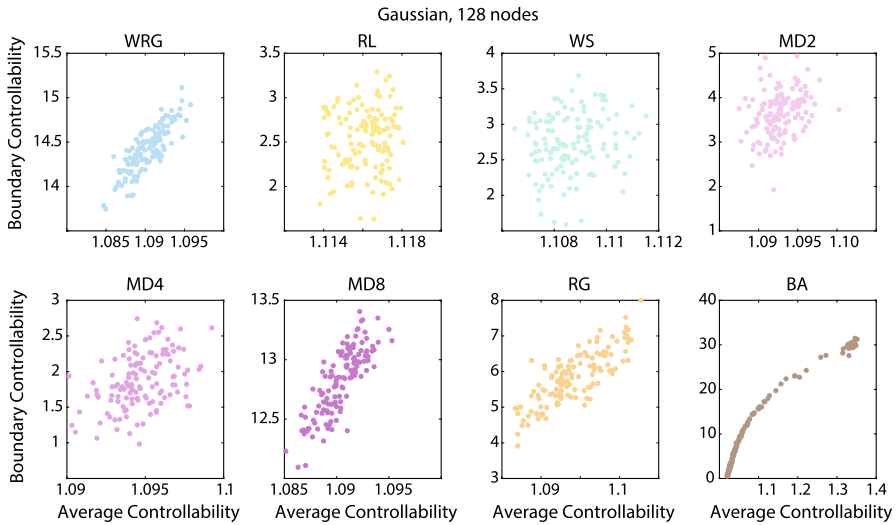 Gaussian, 128 nodes
WRG
RL
WS
MD2
Boundary Controllability
15.5
15
14.5
14
1.085 1.09 1.095
3.5
3
2.5
2
1.114 1.118
4
3.5
3
2.5
2
1.108 1.11 1.112
5
4
3
2
1
1.09 1.095 1.10
MD4
MD8
RG
BA
Boundary Controllability
3
2.5
2
1.5
1
1.09 1.095 1.1
13.5
13
12.5
1.085 1.09 1.095
8
7
6
5
4
3
1.09 1.1
40
30
20
10
0
1.1 1.2 1.3 1.4
Average Controllability Average Controllability Average Controllability Average Controllability